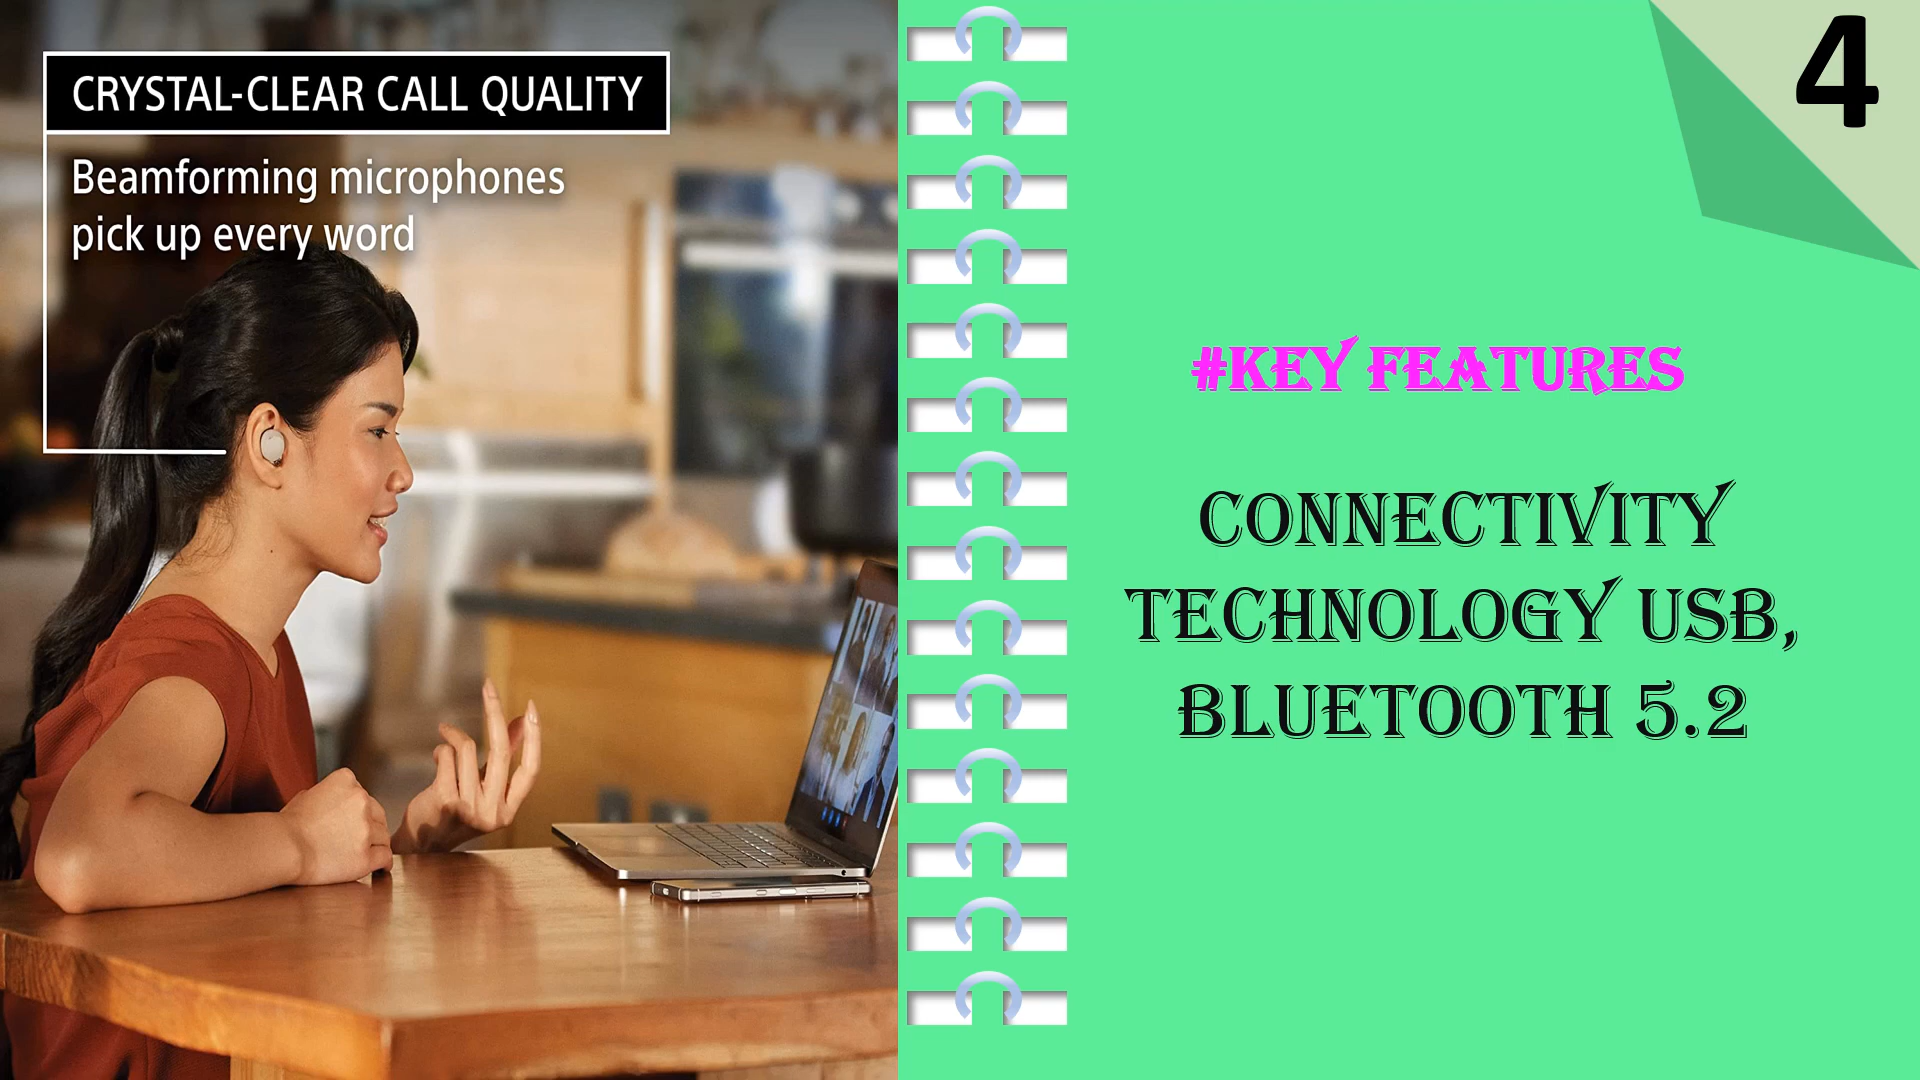 CRYSTAL-CLEAR CALL QUALITY
Beamforming microphones
pick up every word
4
#KEY FEATURES
CONNECTIVITY
TECHNOLOGY USB,
BLUETOOTH 5.2